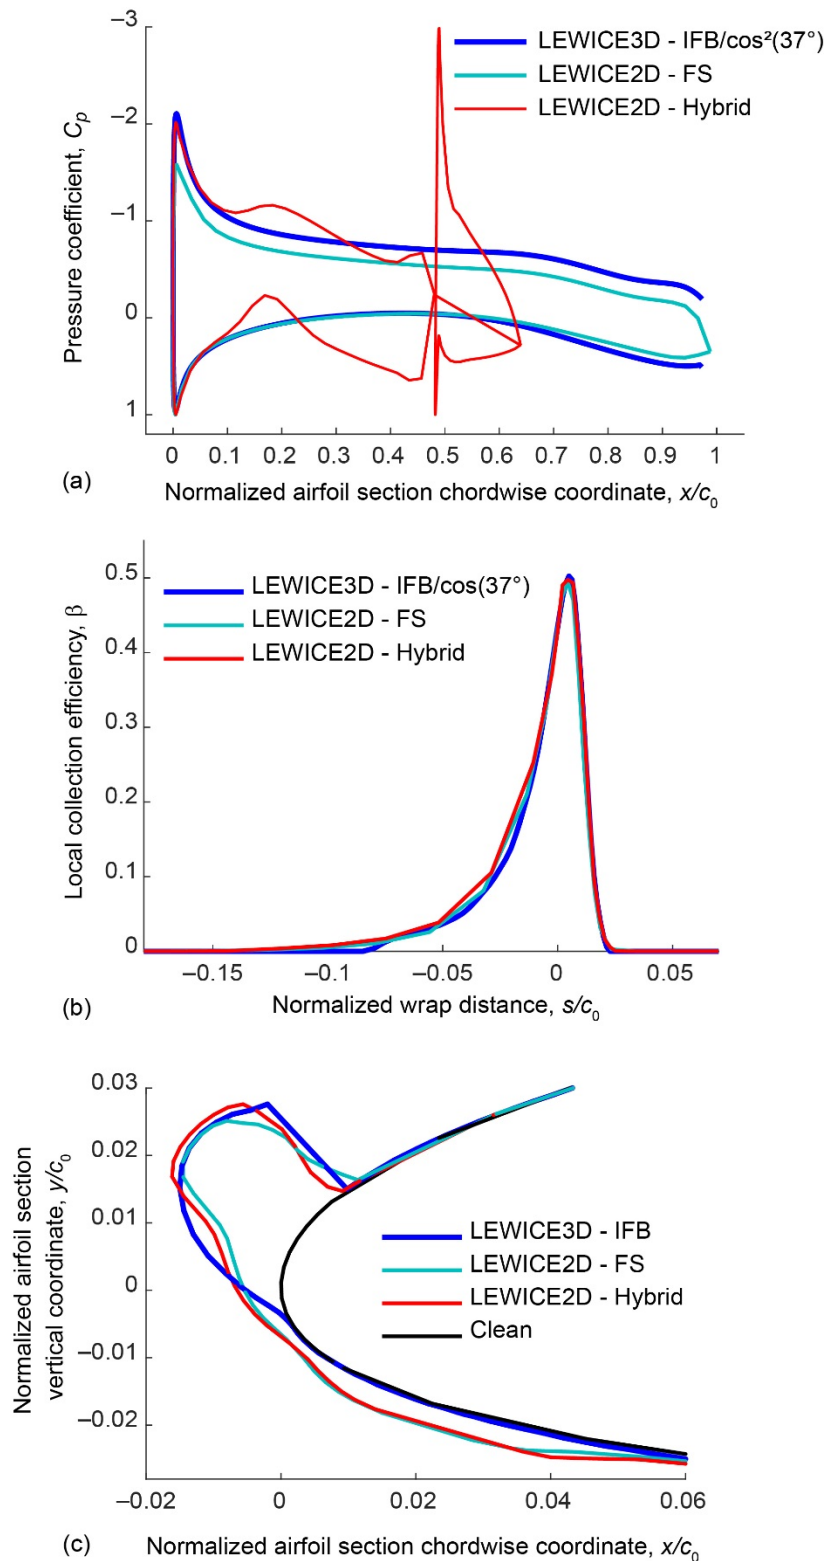 –3
–2
–1
0
1
Pressure coefficient, Cp
LEWICE3D - IFB/cos²(37°)
LEWICE2D - FS
LEWICE2D - Hybrid
0 0.1 0.2 0.3 0.4 0.5 0.6 0.7 0.8 0.9 1
(a) Normalized airfoil section chordwise coordinate, x/c0
0.5
0.4
0.3
0.2
0.1
0
Local collection efficiency, β
LEWICE3D - IFB/cos(37°)
LEWICE2D - FS
LEWICE2D - Hybrid
–0.15 –0.1 –0.05 0 0.05
(b) Normalized wrap distance, s/c0
0.03
0.02
0.01
0
–0.01
–0.02
Normalized airfoil section
vertical coordinate, y/c0
LEWICE3D - IFB
LEWICE2D - FS
LEWICE2D - Hybrid
Clean
–0.02 0 0.02 0.04 0.06
(c) Normalized airfoil section chordwise coordinate, x/c0